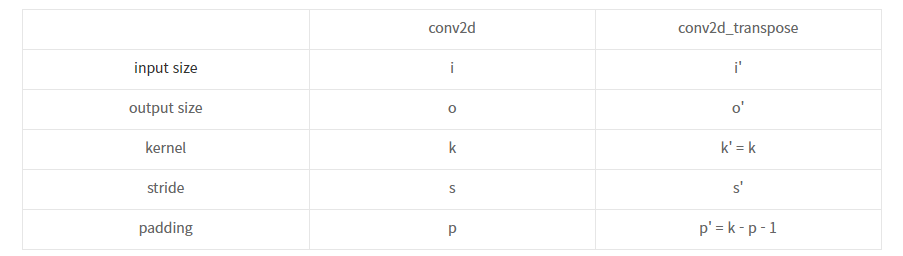 conv2d conv2d_transpose
input size i i'
output size o o'
kernel k k' = k
stride s s'
padding p p' = k - p - 1